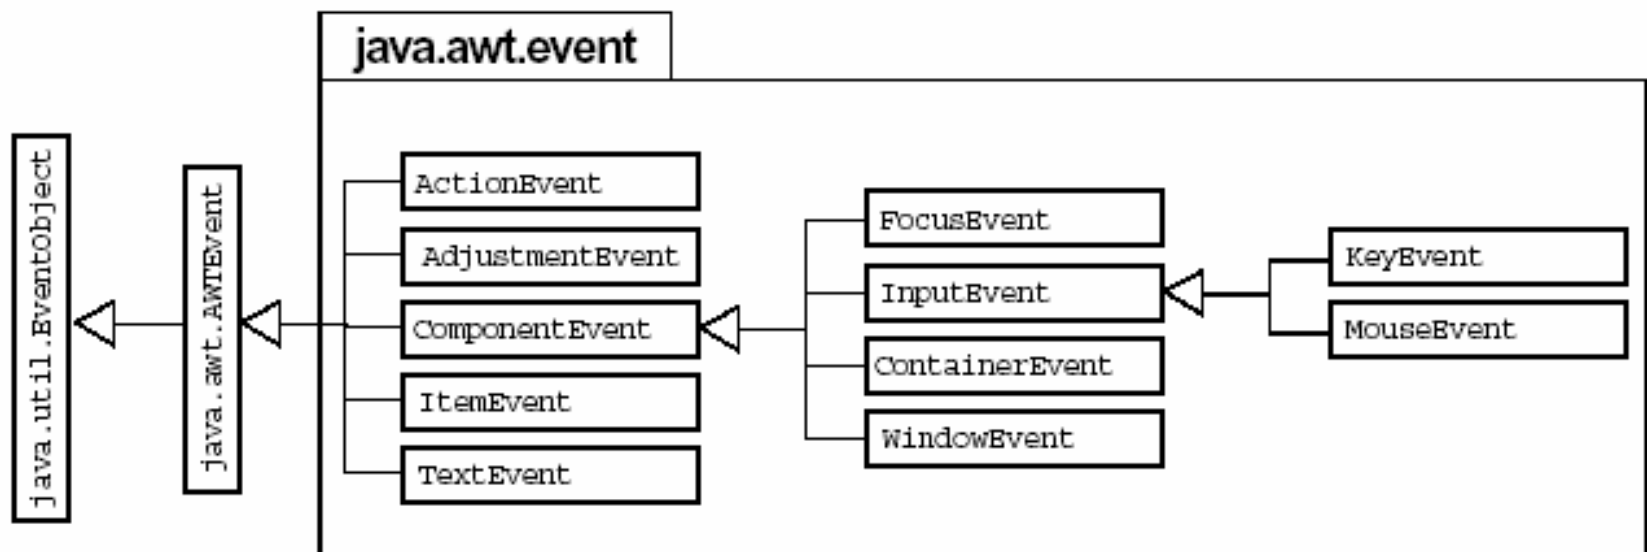 java.awt.event
java.util.Eventobject
java.awt.AWTEvent
ActionEvent
AdjustmentEvent
ComponentEvent
ItemEvent
TextEvent
FocusEvent
InputEvent
ContainerEvent
WindowEvent
KeyEvent
MouseEvent